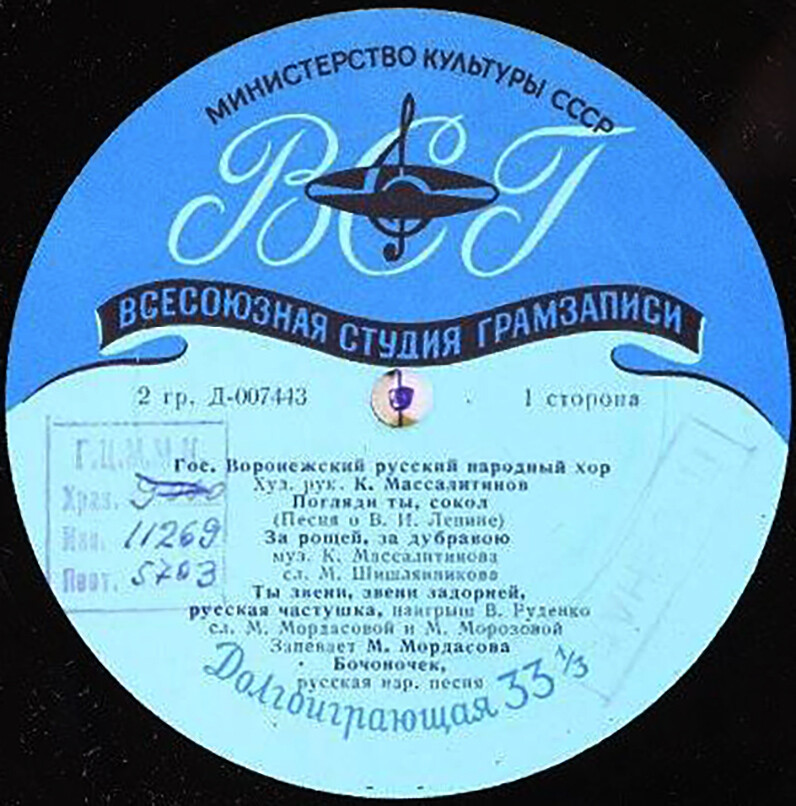 МИНИСТЕРСТВО КУЛЬТУРЫ СССР
ВСГ
ВСЕСОЮЗНАЯ СТУДИЯ ГРАМЗАПИСИ
2 гр. Д-007443 1 сторона
Г.Ц.М.М.К.
Хран.
Инв. 11269
Инт. 5703
Гос. Воронежский русский народный хор
Худ. рук. К. Массалитинов
Погляди ты, сокол
(Песня о В. И. Ленине)
За рощей, за дубравою
муз. К. Массалитинова
сл. М. Шишлянникова
Ты звени, звени задорней,
русская частушка, наигрыш В. Руденко
сл. М. Мордасовой и М. Морозовой
Запевает М. Мордасова
Бочоночек,
русская нар. песня
Долгоиграющая 33 1/3